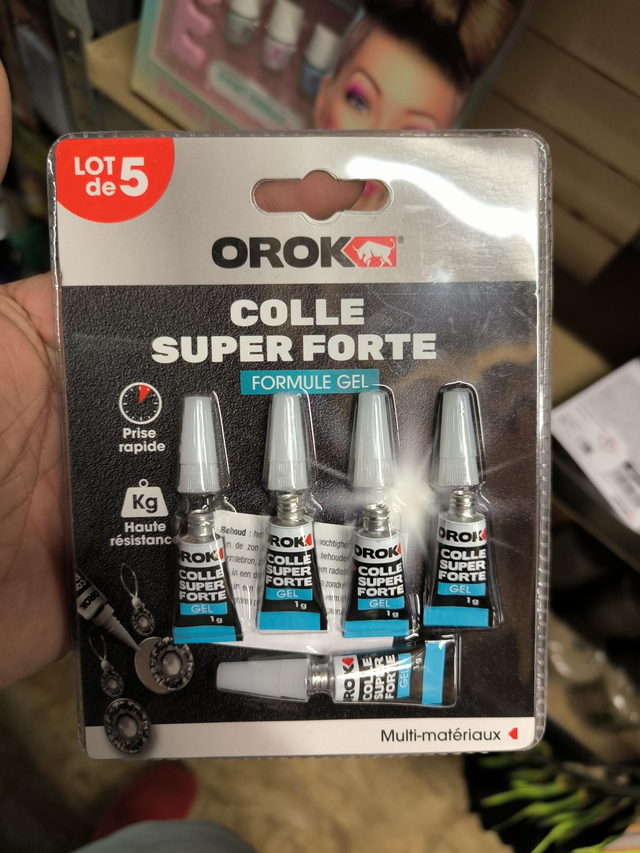 LOT
de 5
OROK®
COLLE
SUPER FORTE
FORMULE GEL
Prise
rapide
Kg
Haute
résistance
OROK
COLLE
SUPER
FORTE
GEL
1g
OROK
COLLE
SUPER
FORTE
GEL
1g
OROK
COLLE
SUPER
FORTE
GEL
1g
OROK
COLLE
SUPER
FORTE
GEL
1g
OROK
COLLE
SUPER
FORTE
GEL
1g
Multi-matériaux